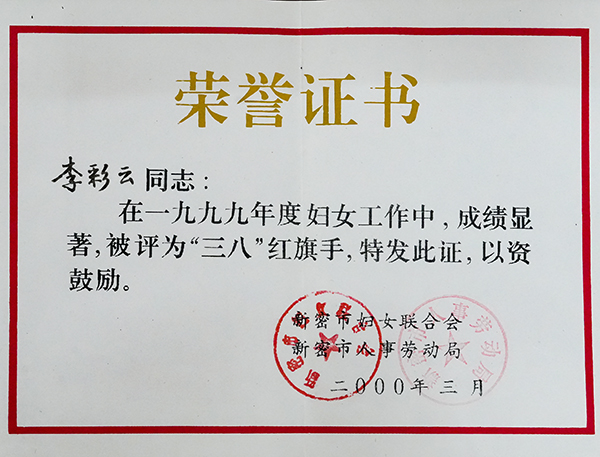 荣誉证书
李彩云同志：
在一九九九年度妇女工作中，成绩显
著，被评为“三八”红旗手，特发此证，以资
鼓励。
新密市妇女联合会
新密市人事劳动局
二000年三月